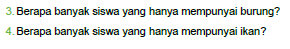 3. Berapa banyak siswa yang hanya mempunyai burung?
4. Berapa banyak siswa yang hanya mempunyai ikan?